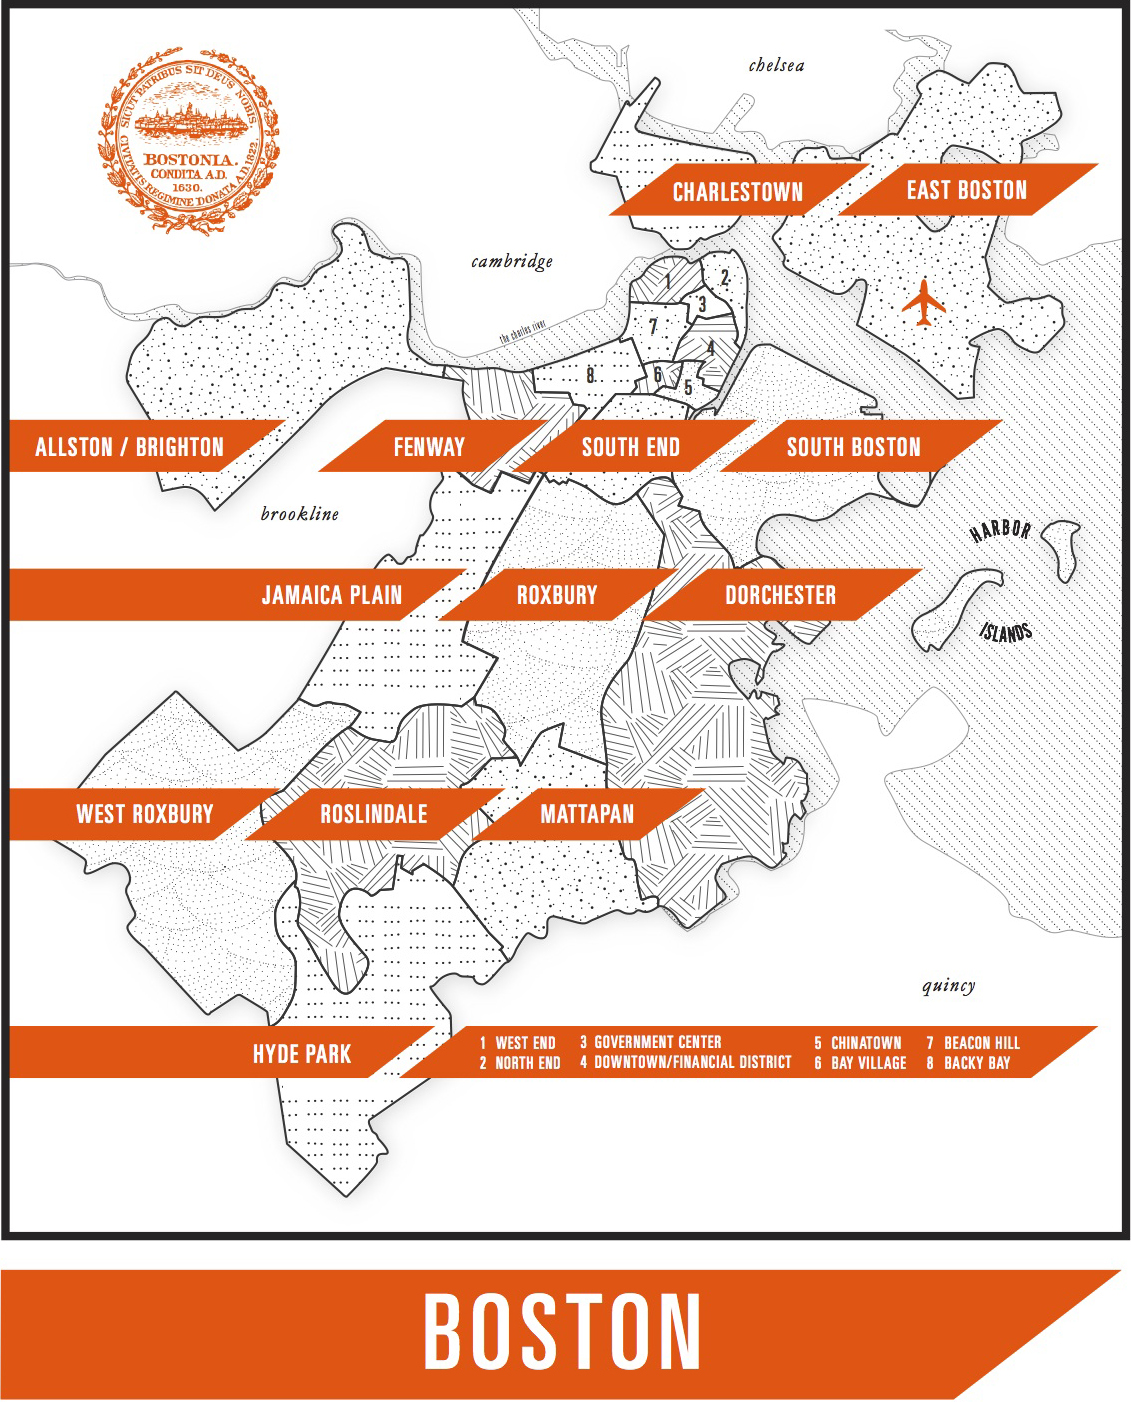 chelsea
SICUT PATRIBUS SIT DEUS NOBIS
CIVITATIS REGIMINE DONATA A.D. 1822.
BOSTONIA.
CONDITA A.D.
1630.
CHARLESTOWN
EAST BOSTON
cambridge
1
2
3
the charles river
7
4
8
6
5
ALLSTON / BRIGHTON
FENWAY
SOUTH END
SOUTH BOSTON
brookline
HARBOR
ISLANDS
JAMAICA PLAIN
ROXBURY
DORCHESTER
WEST ROXBURY
ROSLINDALE
MATTAPAN
quincy
HYDE PARK
1 WEST END
2 NORTH END
3 GOVERNMENT CENTER
4 DOWNTOWN/FINANCIAL DISTRICT
5 CHINATOWN
6 BAY VILLAGE
7 BEACON HILL
8 BACKY BAY
BOSTON